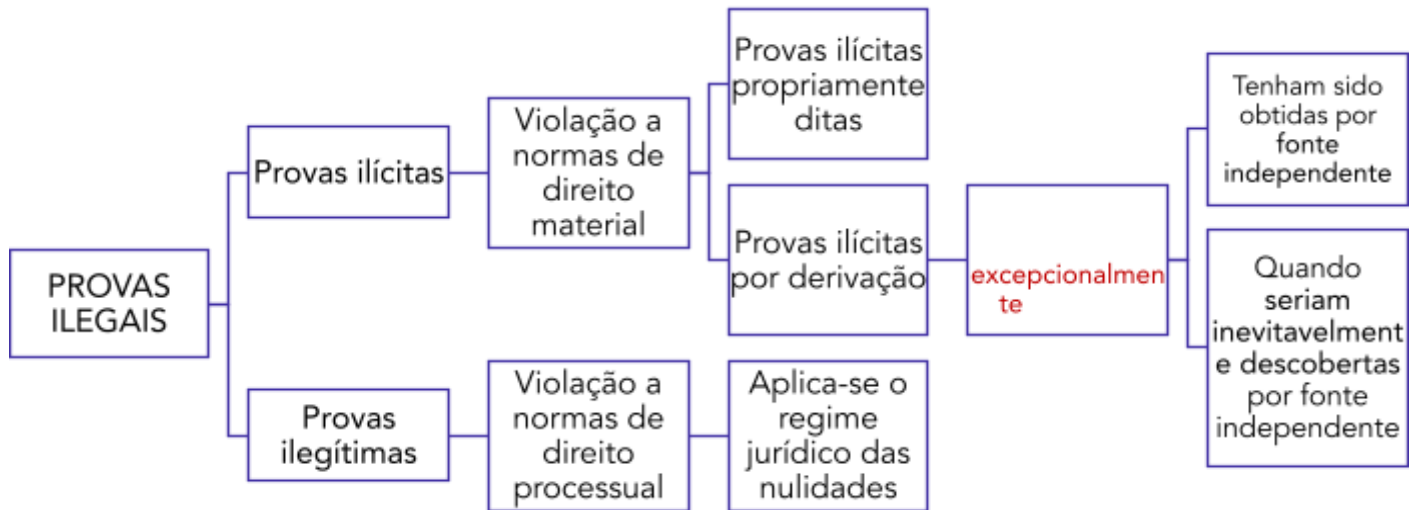 PROVAS
ILEGAIS
Provas ilícitas
Violação a
normas de
direito
material
Provas ilícitas
propriamente
ditas
Provas ilícitas
por derivação
excepcionalmen
te
Tenham sido
obtidas por
fonte
independente
Quando
seriam
inevitavelment
e descobertas
por fonte
independente
Provas
ilegítimas
Violação a
normas de
direito
processual
Aplica-se o
regime
jurídico das
nulidades